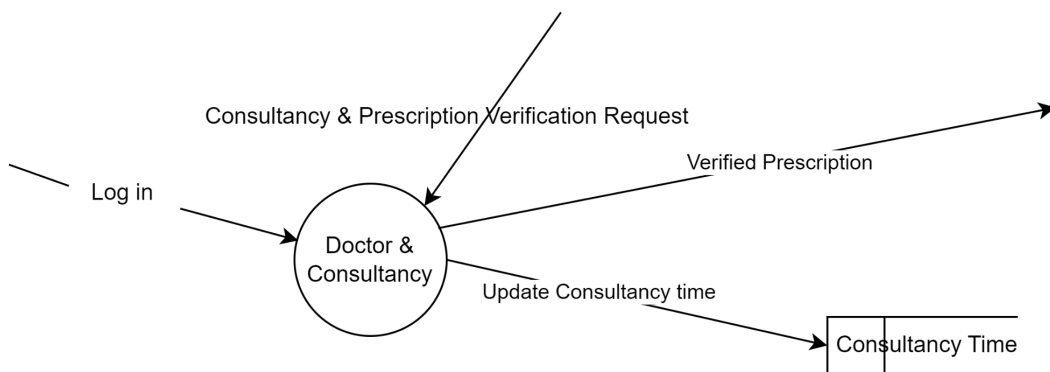 Consultancy & Prescription Verification Request
Verified Prescription
Log in
Doctor &
Consultancy
Update Consultancy time
Consultancy Time